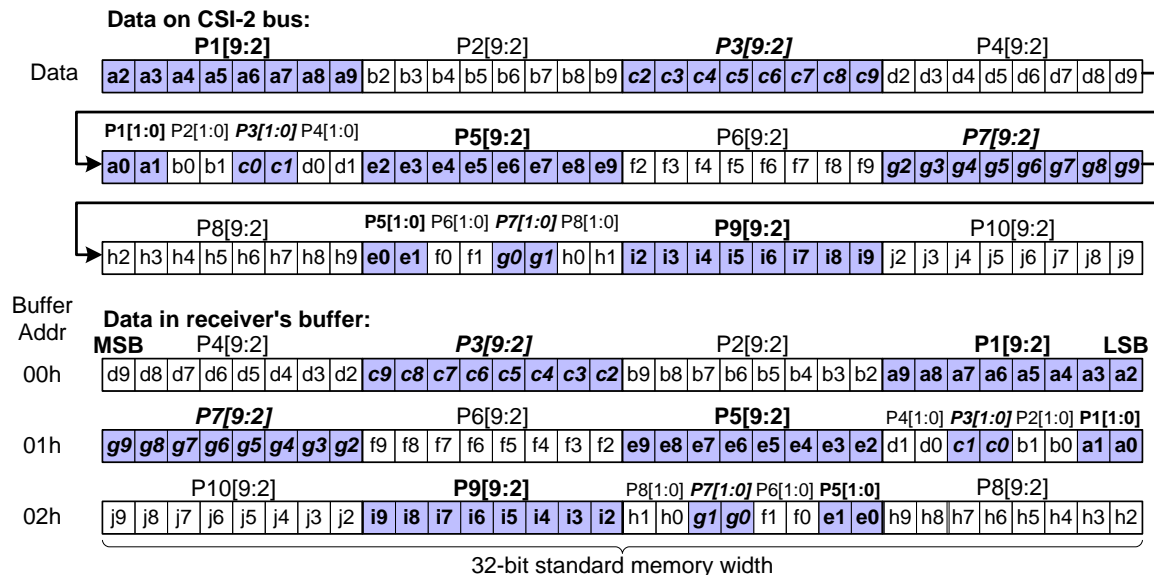 Data on CSI-2 bus:
P1[9:2] P2[9:2] P3[9:2] P4[9:2]
Data a2 a3 a4 a5 a6 a7 a8 a9 b2 b3 b4 b5 b6 b7 b8 b9 c2 c3 c4 c5 c6 c7 c8 c9 d2 d3 d4 d5 d6 d7 d8 d9
P1[1:0] P2[1:0] P3[1:0] P4[1:0] P5[9:2] P6[9:2] P7[9:2]
a0 a1 b0 b1 c0 c1 d0 d1 e2 e3 e4 e5 e6 e7 e8 e9 f2 f3 f4 f5 f6 f7 f8 f9 g2 g3 g4 g5 g6 g7 g8 g9
P8[9:2] P5[1:0] P6[1:0] P7[1:0] P8[1:0] P9[9:2] P10[9:2]
h2 h3 h4 h5 h6 h7 h8 h9 e0 e1 f0 f1 g0 g1 h0 h1 i2 i3 i4 i5 i6 i7 i8 i9 j2 j3 j4 j5 j6 j7 j8 j9
Buffer
Addr
Data in receiver's buffer:
MSB P4[9:2] P3[9:2] P2[9:2] P1[9:2] LSB
00h d9 d8 d7 d6 d5 d4 d3 d2 c9 c8 c7 c6 c5 c4 c3 c2 b9 b8 b7 b6 b5 b4 b3 b2 a9 a8 a7 a6 a5 a4 a3 a2
P7[9:2] P6[9:2] P5[9:2] P4[1:0] P3[1:0] P2[1:0] P1[1:0]
01h g9 g8 g7 g6 g5 g4 g3 g2 f9 f8 f7 f6 f5 f4 f3 f2 e9 e8 e7 e6 e5 e4 e3 e2 d1 d0 c1 c0 b1 b0 a1 a0
P10[9:2] P9[9:2] P8[1:0] P7[1:0] P6[1:0] P5[1:0] P8[9:2]
02h j9 j8 j7 j6 j5 j4 j3 j2 i9 i8 i7 i6 i5 i4 i3 i2 h1 h0 g1 g0 f1 f0 e1 e0 h9 h8 h7 h6 h5 h4 h3 h2
32-bit standard memory width